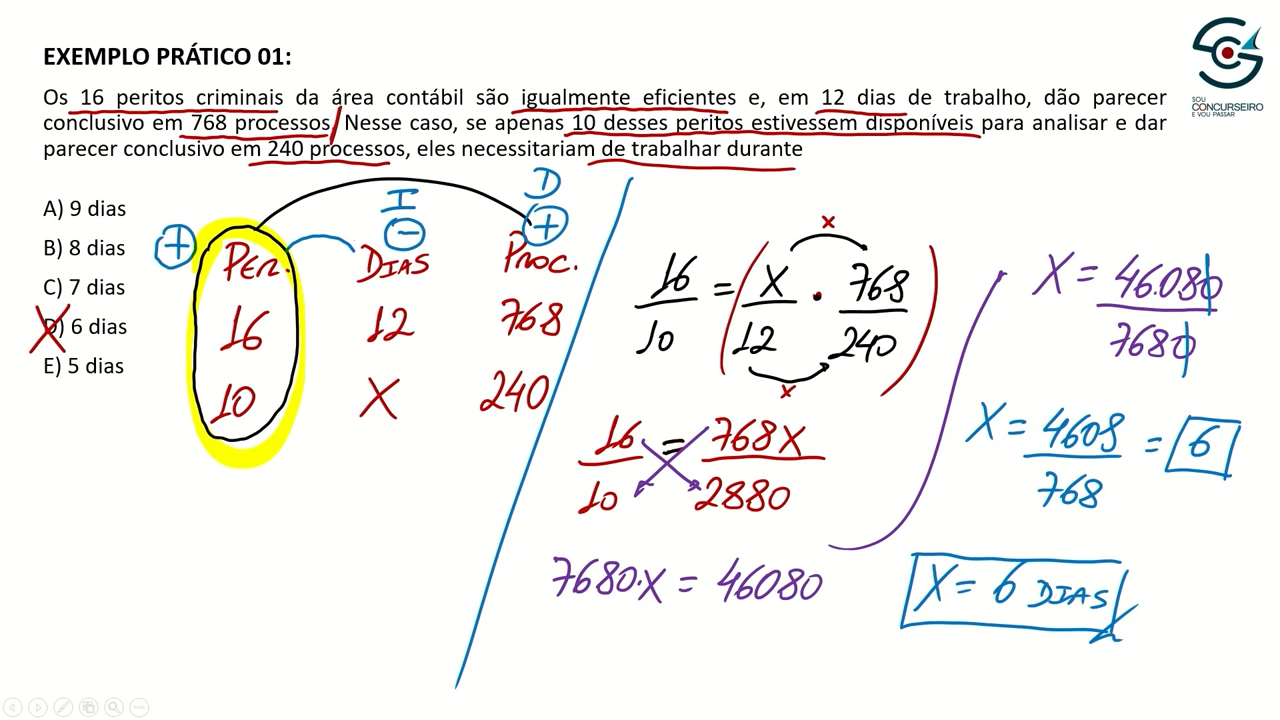 EXEMPLO PRÁTICO 01:
SOU
CONCURSEIRO
E VOU PASSAR
Os 16 peritos criminais da área contábil são igualmente eficientes e, em 12 dias de trabalho, dão parecer
conclusivo em 768 processos. Nesse caso, se apenas 10 desses peritos estivessem disponíveis para analisar e dar
parecer conclusivo em 240 processos, eles necessitariam de trabalhar durante
A) 9 dias
B) 8 dias
C) 7 dias
D) 6 dias
E) 5 dias
I D
+ - +
PER. DIAS PROC.
16 12 768
10 X 240
x
16/10 = (X/12 . 768/240)
x
16/10 = 768X/2880
7680.X = 46080
X = 46.080/7680
X = 4608/768 = 6
X = 6 DIAS